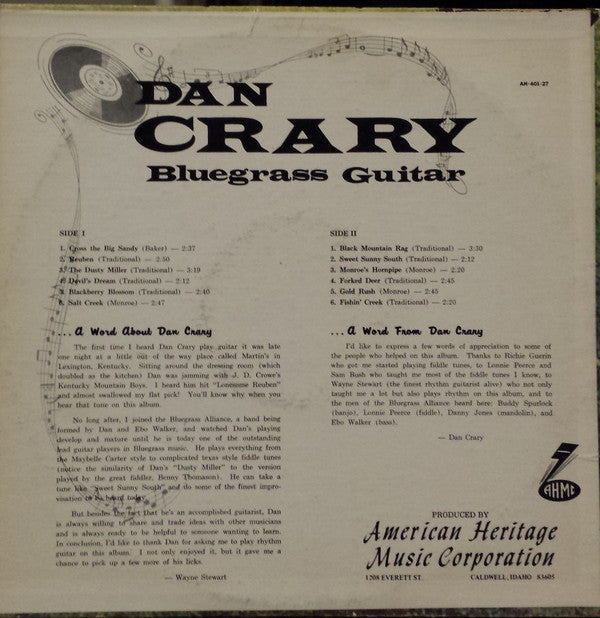 AH-401-27
DAN
CRARY
Bluegrass Guitar
SIDE I
1. Cross the Big Sandy (Baker) — 2:37
2. Reuben (Traditional) — 2:50
3. The Dusty Miller (Traditional) — 3:19
4. Devil's Dream (Traditional) — 2:12
5. Blackberry Blossom (Traditional) — 2:40
6. Salt Creek (Monroe) — 2:47
. . . A Word About Dan Crary
The first time I heard Dan Crary play guitar it was late
one night at a little out of the way place called Martin's in
Lexington, Kentucky. Sitting around the dressing room (which
doubled as the kitchen) Dan was jamming with J. D. Crowe's
Kentucky Mountain Boys. I heard him hit "Lonesome Reuben"
and almost swallowed my flat pick! You'll know why when you
hear that tune on this album.
No long after, I joined the Bluegrass Alliance, a band being
formed by Dan and Ebo Walker, and watched Dan's playing
develop and mature until he is today one of the outstanding
lead guitar players in Bluegrass music. He plays everything from
the Maybelle Carter style to complicated texas style fiddle tunes
(notice the similarity of Dan's "Dusty Miller" to the version
played by the great fiddler, Benny Thomason). He can take a
tune like "Sweet Sunny South" and do some of the finest impro-
visation to be heard today.
But besides the fact that he's an accomplished guitarist, Dan
is always willing to share and trade ideas with other musicians
and is always ready to be helpful to someone wanting to learn.
In conclusion, I'd like to thank Dan for asking me to play rhythm
guitar on this album. I not only enjoyed it, but it gave me a
chance to pick up a few more of his licks.
— Wayne Stewart
SIDE II
1. Black Mountain Rag (Traditional) — 3:30
2. Sweet Sunny South (Traditional) — 2:12
3. Monroe's Hornpipe (Monroe) — 2:20
4. Forked Deer (Traditional) — 2:45
5. Gold Rush (Monroe) — 2:45
6. Fishin' Creek (Traditional) — 2:20
. . . A Word From Dan Crary
I'd like to express a few words of appreciation to some of
the people who helped on this album. Thanks to Richie Guerin
who got me started playing fiddle tunes, to Lonnie Peerce and
Sam Bush who taught me most of the fiddle tunes I know, to
Wayne Stewart (the finest rhythm guitarist alive) who not only
taught me a lot but also plays rhythm on this album, and to
the men of the Bluegrass Alliance heard here: Buddy Spurlock
(banjo), Lonnie Peerce (fiddle), Danny Jones (mandolin), and
Ebo Walker (bass).
— Dan Crary
AHMC
PRODUCED BY
American Heritage
Music Corporation
1208 EVERETT ST. CALDWELL, IDAHO 83605